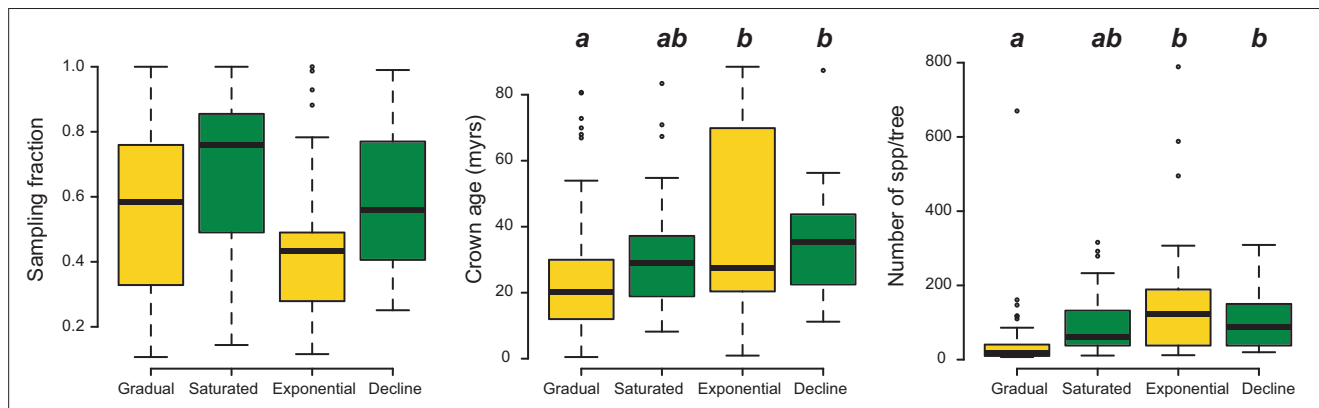 Sampling fraction
1.0
0.8
0.6
0.4
0.2
Gradual Saturated Exponential Decline
a ab b b
Crown age (myrs)
80
60
40
20
0
Gradual Saturated Exponential Decline
a ab b b
Number of spp/tree
800
600
400
200
0
Gradual Saturated Exponential Decline